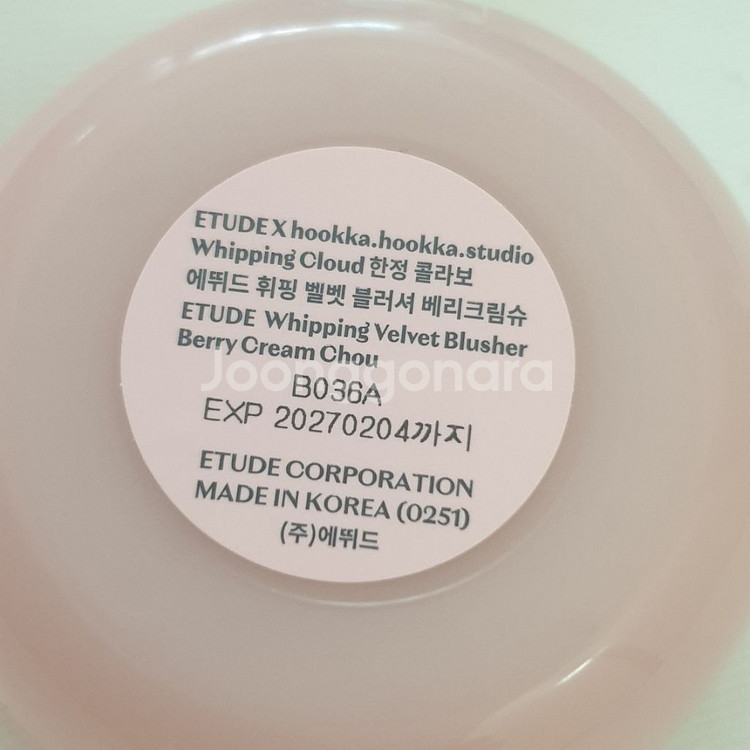 ETUDE X hookka.hookka.studio
Whipping Cloud 한정 콜라보
에뛰드 휘핑 벨벳 블러셔 베리크림슈
ETUDE Whipping Velvet Blusher
Berry Cream Chou
Joonggonara
B036A
EXP 20270204까지
ETUDE CORPORATION
MADE IN KOREA (0251)
(주)에뛰드